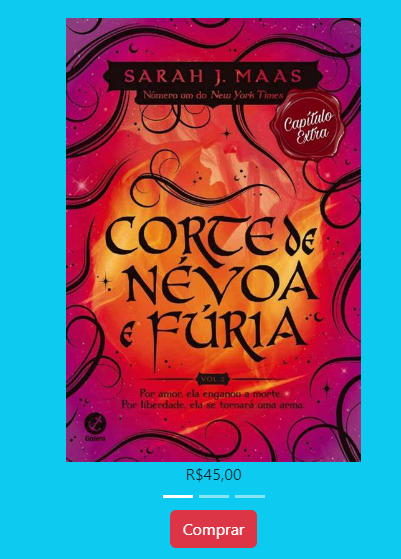 SARAH J. MAAS
Número um do New York Times
Capítulo
Extra
CORTE de
NÉVOA
e FÚRIA
VOL. 2
Por amor, ela enganou a morte.
Por liberdade, ela se tornará uma arma.
Galera
R$45,00
Comprar